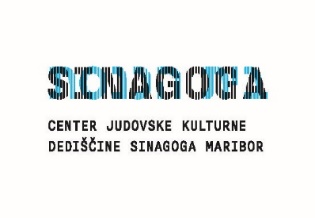 SINAGOGA
CENTER JUDOVSKE KULTURNE
DEDIŠČINE SINAGOGA MARIBOR